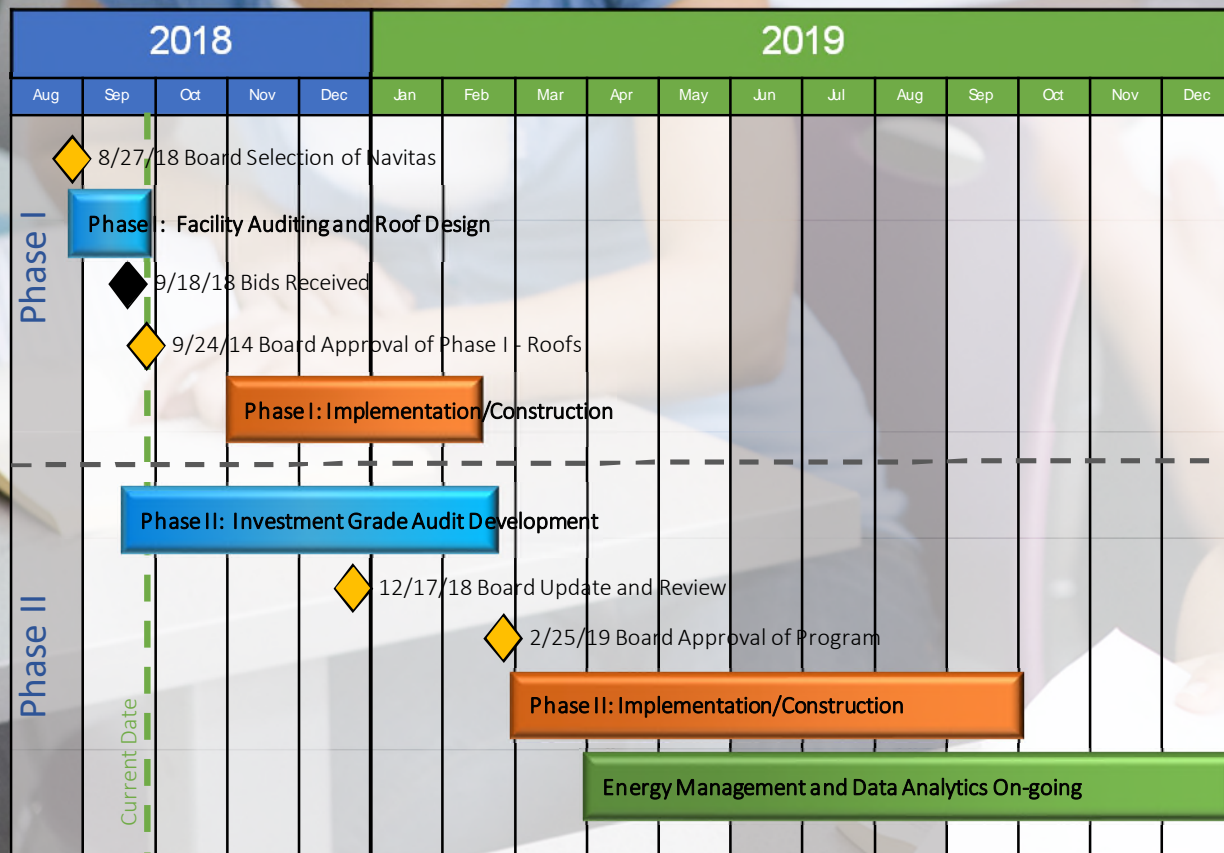 2018 2019
Aug Sep Oct Nov Dec Jan Feb Mar Apr May Jun Jul Aug Sep Oct Nov Dec
Phase I
8/27/18 Board Selection of Navitas
Phase I: Facility Auditing and Roof Design
9/18/18 Bids Received
9/24/14 Board Approval of Phase I - Roofs
Phase I: Implementation/Construction
Phase II
Phase II: Investment Grade Audit Development
12/17/18 Board Update and Review
2/25/19 Board Approval of Program
Phase II: Implementation/Construction
Energy Management and Data Analytics On-going
Current Date